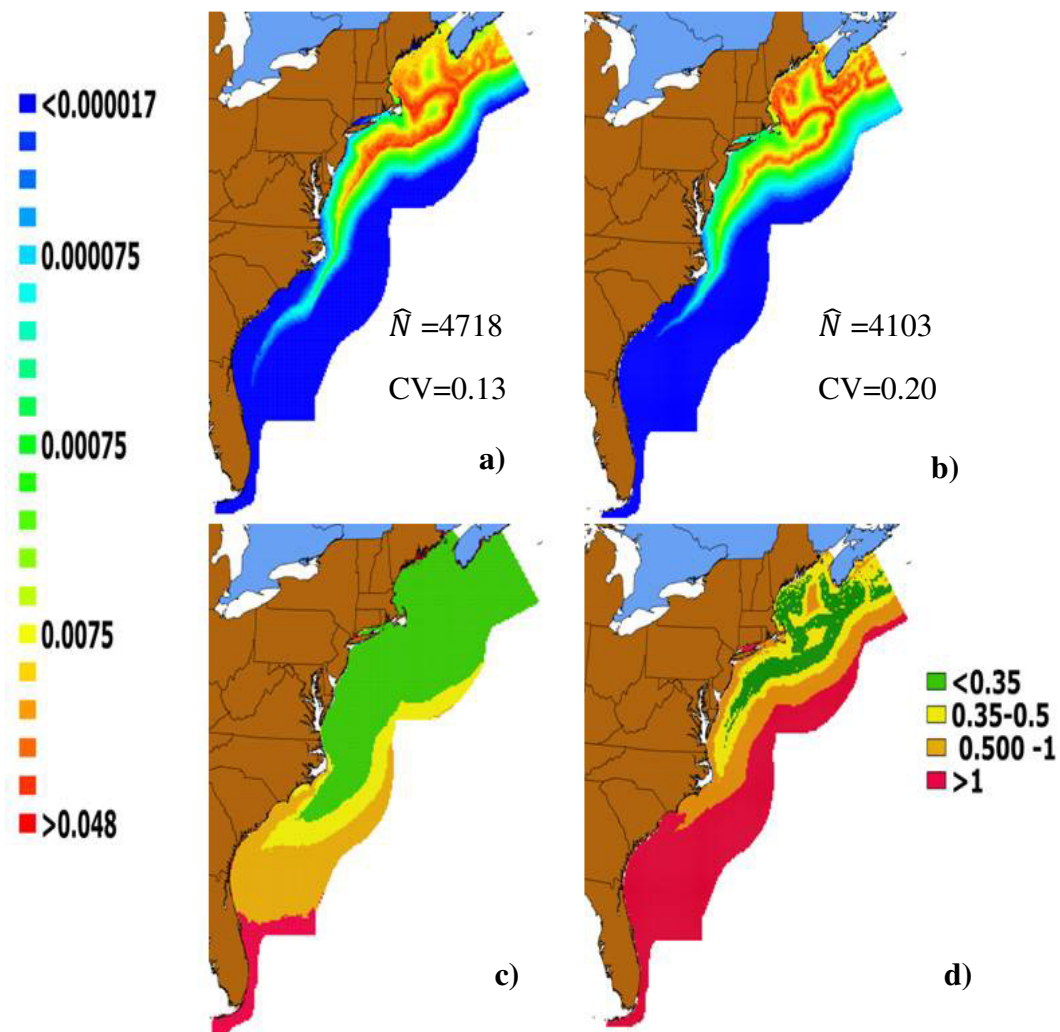 <0.000017
0.000075
0.00075
0.0075
>0.048
N̂ =4718
CV=0.13
a)
N̂ =4103
CV=0.20
b)
c)
<0.35
0.35-0.5
0.500 -1
>1
d)